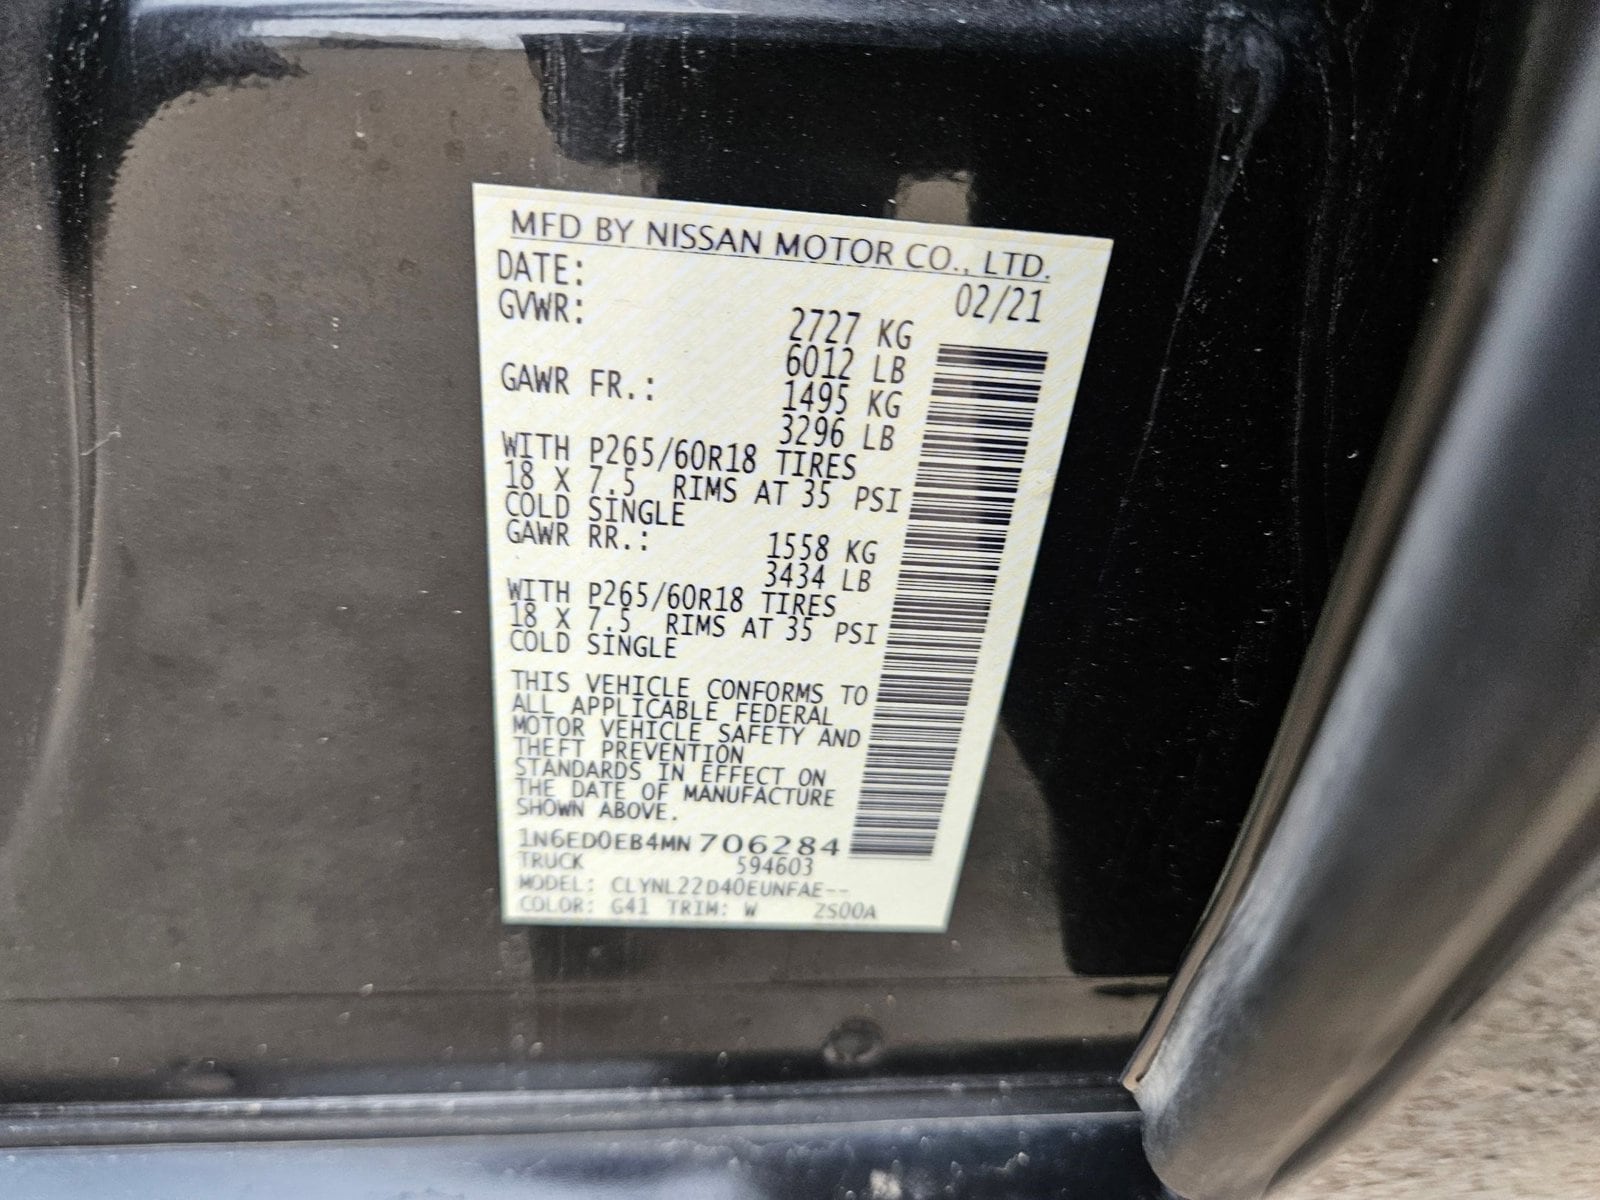 MFD BY NISSAN MOTOR CO., LTD.
DATE: 02/21
GVWR: 2727 KG
6012 LB
GAWR FR.: 1495 KG
3296 LB
WITH P265/60R18 TIRES
18 X 7.5 RIMS AT 35 PSI
COLD SINGLE
GAWR RR.: 1558 KG
3434 LB
WITH P265/60R18 TIRES
18 X 7.5 RIMS AT 35 PSI
COLD SINGLE
THIS VEHICLE CONFORMS TO
ALL APPLICABLE FEDERAL
MOTOR VEHICLE SAFETY AND
THEFT PREVENTION
STANDARDS IN EFFECT ON
THE DATE OF MANUFACTURE
SHOWN ABOVE.
1N6ED0EB4MN706284
TRUCK 594603
MODEL: CLYNL22D40EUNFAE--
COLOR: G41 TRIM: W ZS00A